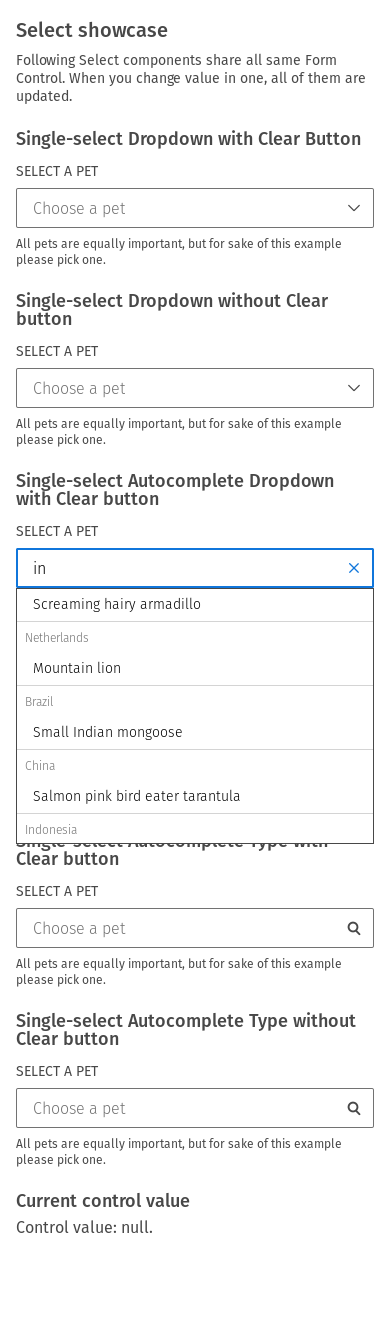 Select showcase
Following Select components share all same Form
Control. When you change value in one, all of them are
updated.
Single-select Dropdown with Clear Button
SELECT A PET
Choose a pet
All pets are equally important, but for sake of this example
please pick one.
Single-select Dropdown without Clear
button
SELECT A PET
Choose a pet
All pets are equally important, but for sake of this example
please pick one.
Single-select Autocomplete Dropdown
with Clear button
SELECT A PET
in
Screaming hairy armadillo
Netherlands
Mountain lion
Brazil
Small Indian mongoose
China
Salmon pink bird eater tarantula
Indonesia
Single-select Autocomplete Type with
Clear button
SELECT A PET
Choose a pet
All pets are equally important, but for sake of this example
please pick one.
Single-select Autocomplete Type without
Clear button
SELECT A PET
Choose a pet
All pets are equally important, but for sake of this example
please pick one.
Current control value
Control value: null.